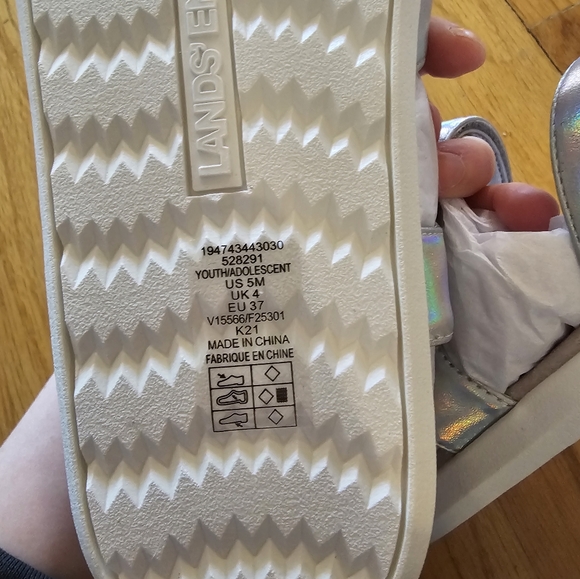 LANDS' EN
194743443030
528291
YOUTH/ADOLESCENT
US 5M
UK 4
EU 37
V15566/F25301
K21
MADE IN CHINA
FABRIQUE EN CHINE